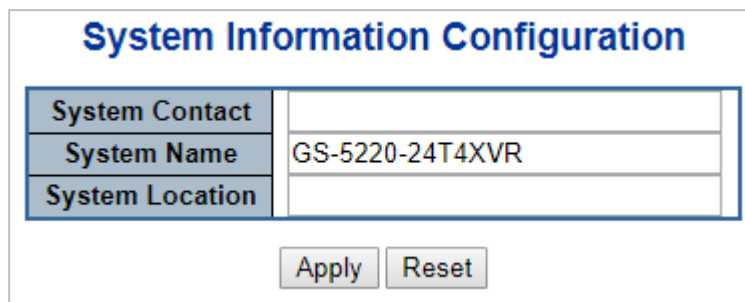 System Information Configuration
System Contact
System Name GS-5220-24T4XVR
System Location
Apply Reset